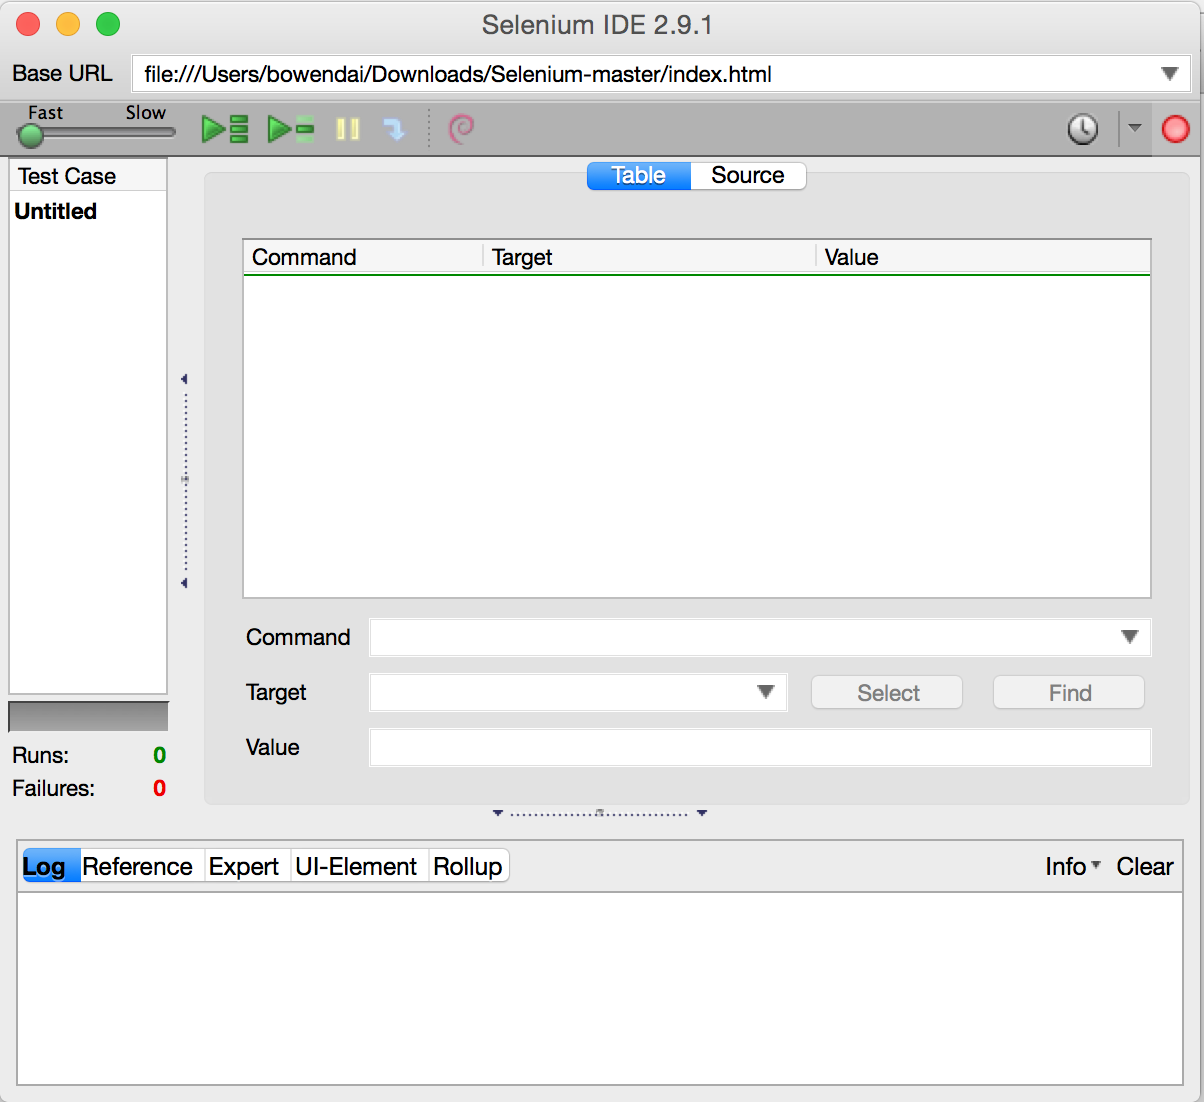 Selenium IDE 2.9.1
Base URL file:///Users/bowendai/Downloads/Selenium-master/index.html
Fast Slow
Test Case
Untitled
Table Source
Command Target Value
Command
Target Select Find
Value
Runs: 0
Failures: 0
Log Reference Expert UI-Element Rollup Info Clear